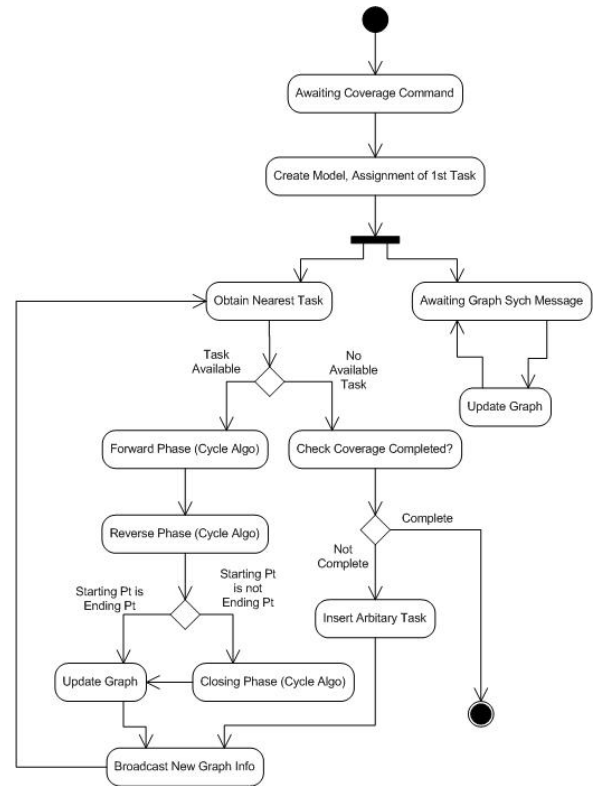 Awaiting Coverage Command
Create Model, Assignment of 1st Task
Obtain Nearest Task
Awaiting Graph Sych Message
Task
Available
No
Available
Task
Update Graph
Forward Phase (Cycle Algo)
Check Coverage Completed?
Reverse Phase (Cycle Algo)
Complete
Not
Complete
Starting Pt is
Ending Pt
Starting Pt
is not
Ending Pt
Insert Arbitary Task
Update Graph
Closing Phase (Cycle Algo)
Broadcast New Graph Info